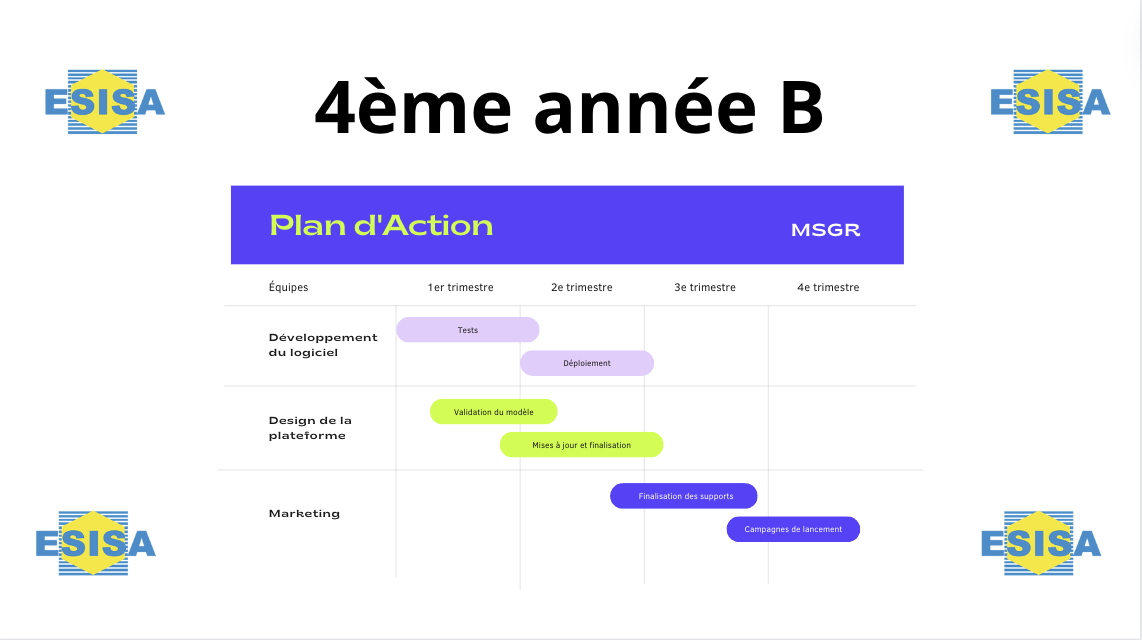 ESISA
4ème année B
ESISA
Plan d'Action
MSGR
Équipes
1er trimestre
2e trimestre
3e trimestre
4e trimestre
Développement
du logiciel
Tests
Déploiement
Design de la
plateforme
Validation du modèle
Mises à jour et finalisation
Marketing
Finalisation des supports
Campagnes de lancement
ESISA
ESISA